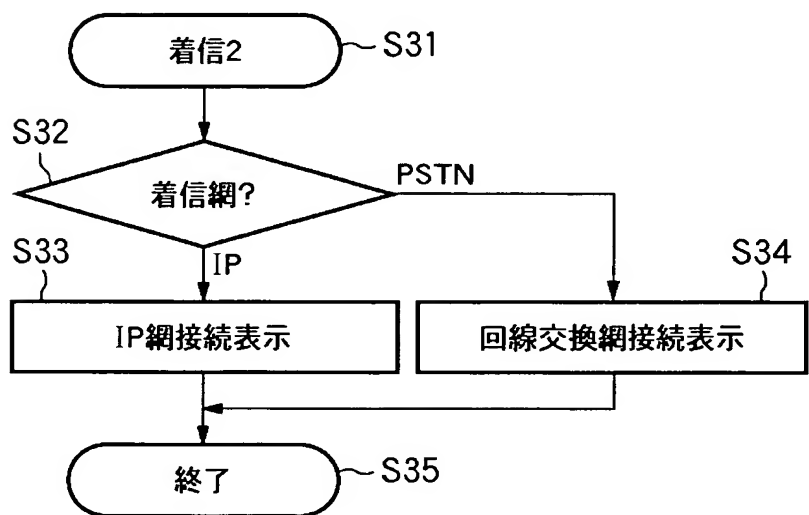 着信2
S31
S32
着信網?
PSTN
IP
S33
S34
IP網接続表示
回線交換網接続表示
終了
S35